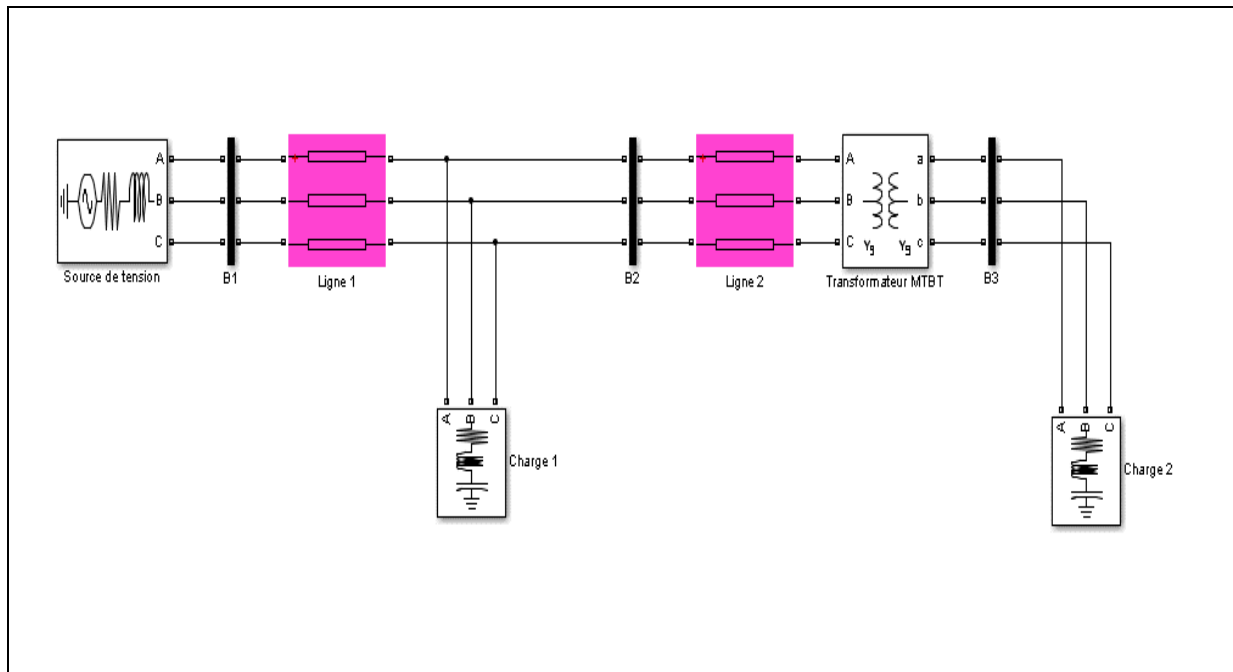 A
B
C
Source de tension
B1
Ligne 1
B2
Ligne 2
A
B
C
Yg
Yg
a
b
c
Transformateur MTBT
B3
A
B
C
Charge 1
A
B
C
Charge 2